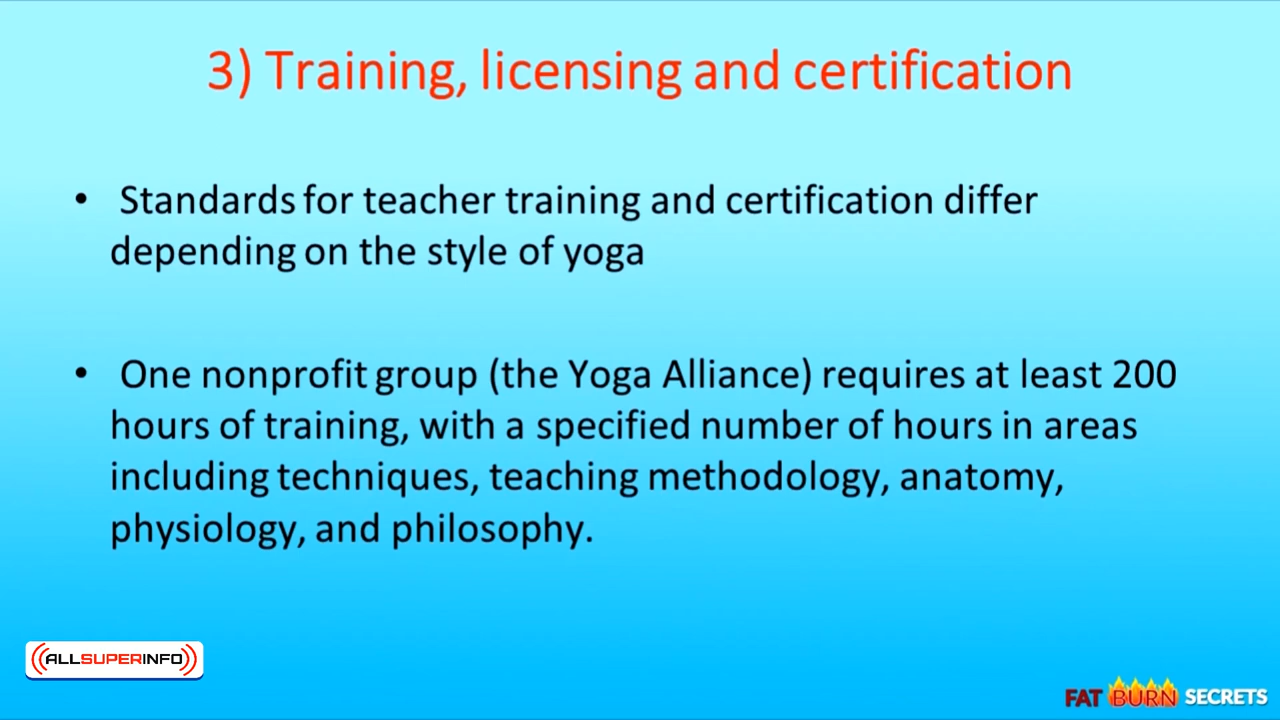 3) Training, licensing and certification
• Standards for teacher training and certification differ
depending on the style of yoga
• One nonprofit group (the Yoga Alliance) requires at least 200
hours of training, with a specified number of hours in areas
including techniques, teaching methodology, anatomy,
physiology, and philosophy.
((ALLSUPERINFO))
FAT BURN SECRETS